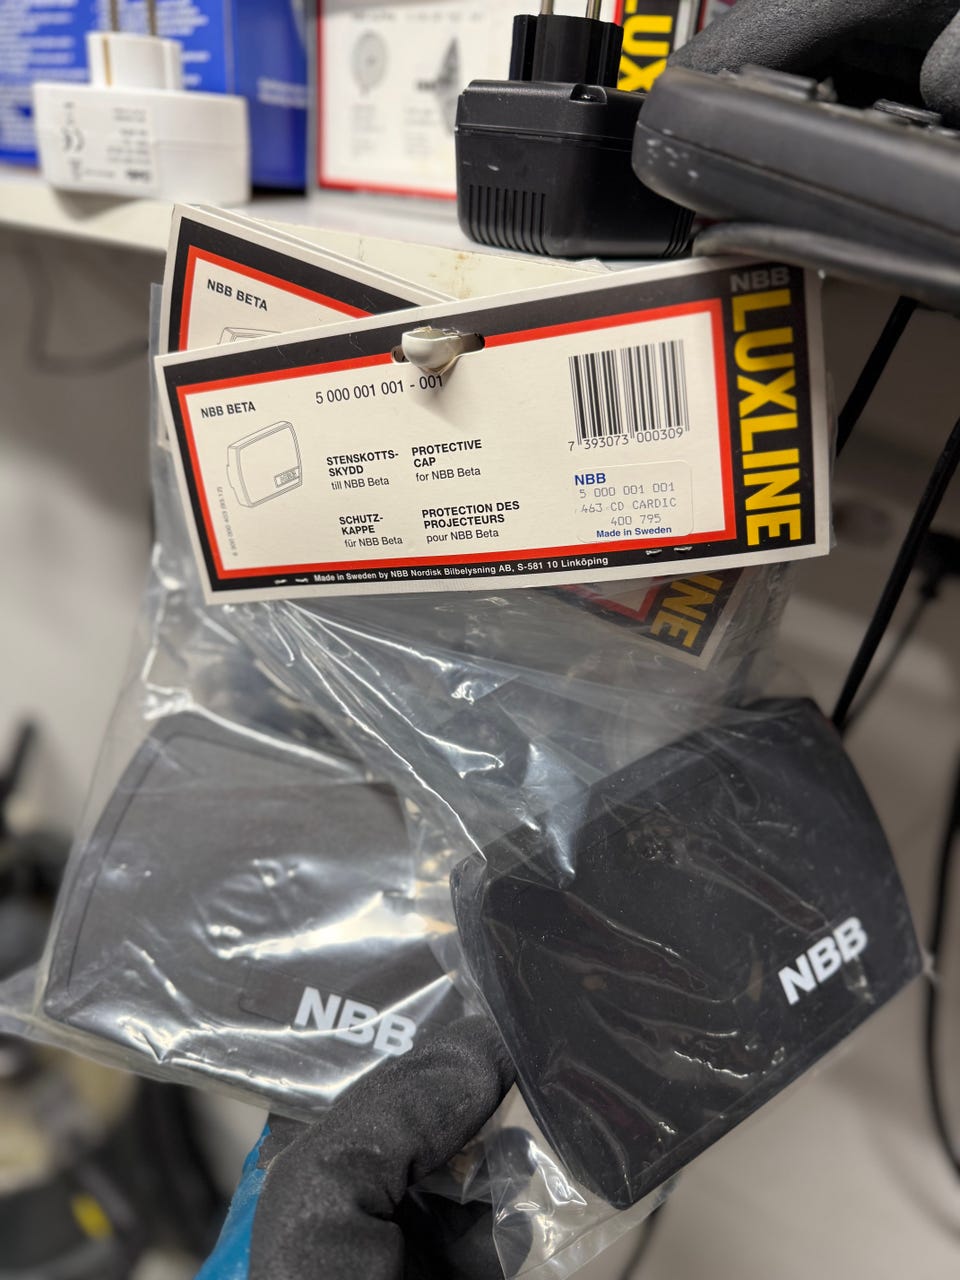 LUX
NBB BETA
NBB BETA
5 000 001 001 - 001
STENSKOTTS-
SKYDD
till NBB Beta
PROTECTIVE
CAP
for NBB Beta
SCHUTZ-
KAPPE
für NBB Beta
PROTECTION DES
PROJECTEURS
pour NBB Beta
7 393073 000309
NBB
5 000 001 001
463 CD CARDIC
400 795
Made in Sweden
Made in Sweden by NBB Nordisk Bilbelysning AB, S-581 10 Linköping
NBB
LUXLINE
INE
NBB
NBB